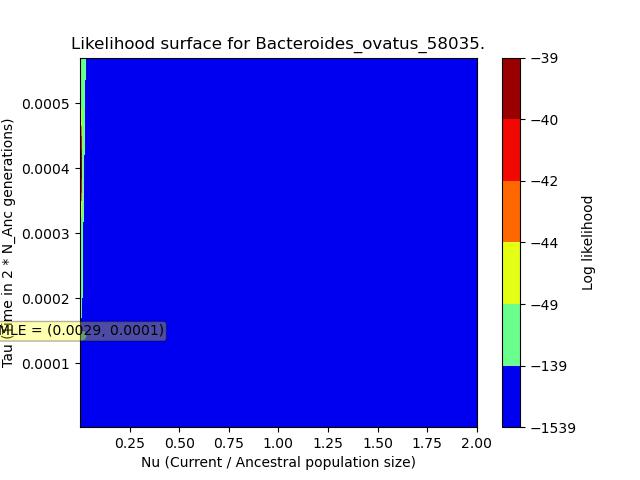 Likelihood surface for Bacteroides_ovatus_58035.
Tau (time in 2 * N_Anc generations)
0.0005
0.0004
0.0003
0.0002
0.0001
MLE = (0.0029, 0.0001)
0.25 0.50 0.75 1.00 1.25 1.50 1.75 2.00
Nu (Current / Ancestral population size)
−39
−40
−42
−44
−49
−139
−1539
Log likelihood